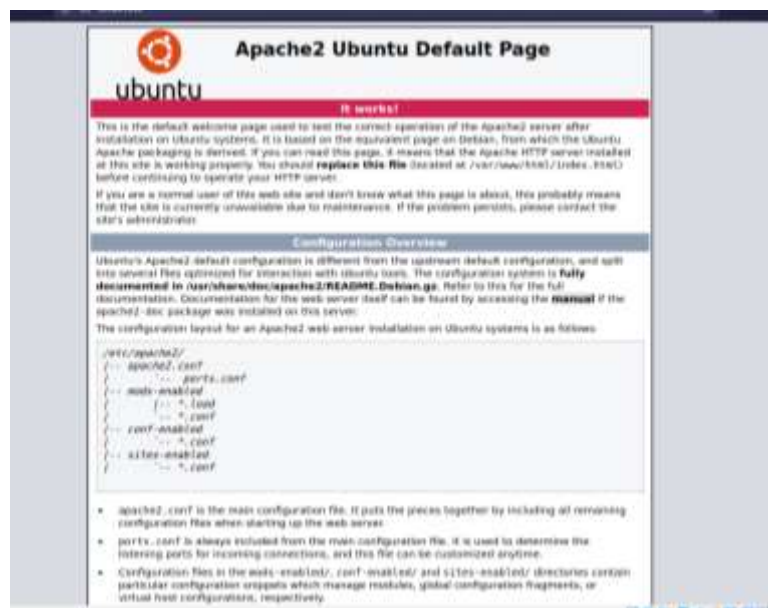 Apache2 Ubuntu Default Page
ubuntu
It works!
This is the default welcome page used to test the correct operation of the Apache2 server after
installation on Ubuntu systems. It is based on the equivalent page on Debian, from which the Ubuntu
Apache packaging is derived. If you can read this page, it means that the Apache HTTP server installed
at this site is working properly. You should replace this file (located at /var/www/html/index.html)
before continuing to operate your HTTP server.
If you are a normal user of this web site and don't know what this page is about, this probably means
that the site is currently unavailable due to maintenance. If the problem persists, please contact the
site's administrator.
Configuration Overview
Ubuntu's Apache2 default configuration is different from the upstream default configuration, and split
into several files optimized for interaction with Ubuntu tools. The configuration system is fully
documented in /usr/share/doc/apache2/README.Debian.gz. Refer to this for the full
documentation. Documentation for the web server itself can be found by accessing the manual if the
apache2-doc package was installed on this server.
The configuration layout for an Apache2 web server installation on Ubuntu systems is as follows:
/etc/apache2/
|-- apache2.conf
|       `--  ports.conf
|-- mods-enabled
|       |-- *.load
|       `-- *.conf
|-- conf-enabled
|       `-- *.conf
|-- sites-enabled
|       `-- *.conf
• apache2.conf is the main configuration file. It puts the pieces together by including all remaining
configuration files when starting up the web server.
• ports.conf is always included from the main configuration file. It is used to determine the
listening ports for incoming connections, and this file can be customized anytime.
• Configuration files in the mods-enabled/, conf-enabled/ and sites-enabled/ directories contain
particular configuration snippets which manage modules, global configuration fragments, or
virtual host configurations, respectively.